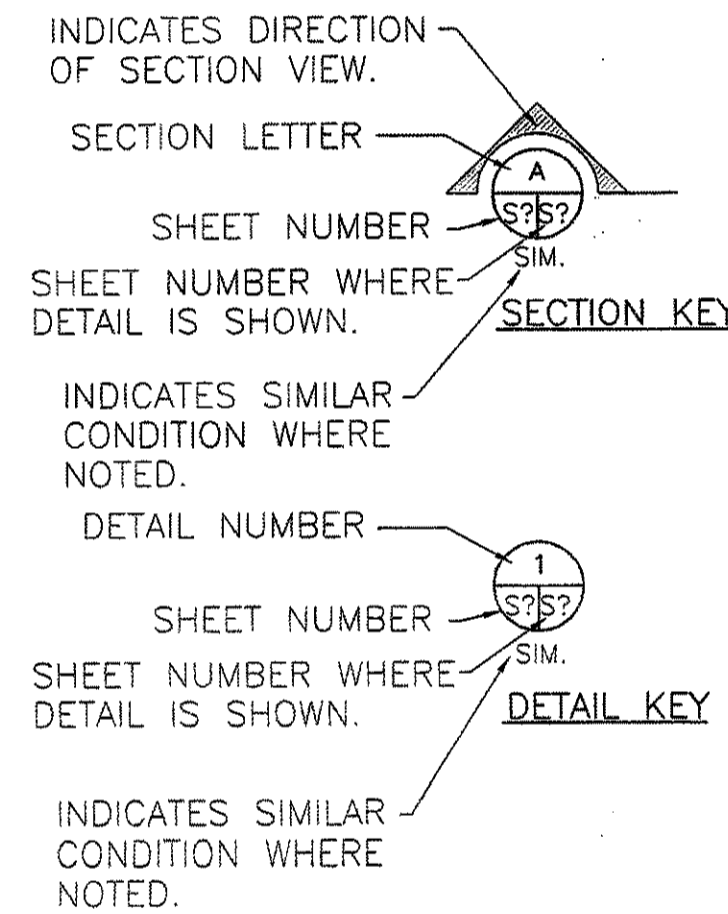 INDICATES DIRECTION
OF SECTION VIEW.
SECTION LETTER
A
SHEET NUMBER
S? S?
SHEET NUMBER WHERE
DETAIL IS SHOWN.
SIM.
SECTION KEY
INDICATES SIMILAR
CONDITION WHERE
NOTED.
DETAIL NUMBER
1
SHEET NUMBER
S? S?
SHEET NUMBER WHERE
DETAIL IS SHOWN.
SIM.
DETAIL KEY
INDICATES SIMILAR
CONDITION WHERE
NOTED.